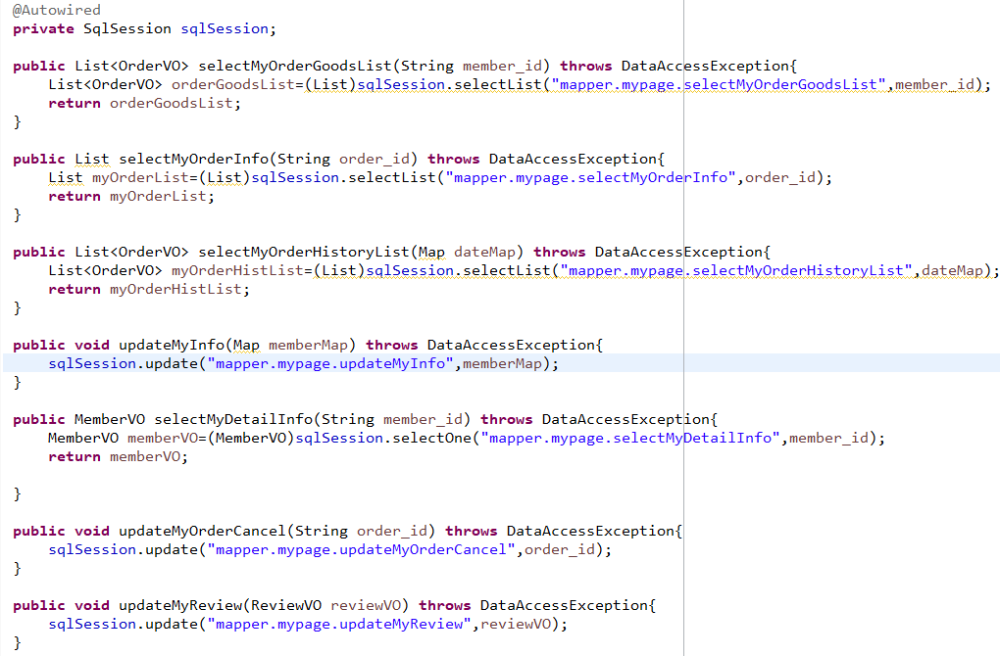 @Autowired
private SqlSession sqlSession;
public List<OrderVO> selectMyOrderGoodsList(String member_id) throws DataAccessException{
List<OrderVO> orderGoodsList=(List)sqlSession.selectList("mapper.mypage.selectMyOrderGoodsList",member_id);
return orderGoodsList;
}
public List selectMyOrderInfo(String order_id) throws DataAccessException{
List myOrderList=(List)sqlSession.selectList("mapper.mypage.selectMyOrderInfo",order_id);
return myOrderList;
}
public List<OrderVO> selectMyOrderHistoryList(Map dateMap) throws DataAccessException{
List<OrderVO> myOrderHistList=(List)sqlSession.selectList("mapper.mypage.selectMyOrderHistoryList",dateMap);
return myOrderHistList;
}
public void updateMyInfo(Map memberMap) throws DataAccessException{
sqlSession.update("mapper.mypage.updateMyInfo",memberMap);
}
public MemberVO selectMyDetailInfo(String member_id) throws DataAccessException{
MemberVO memberVO=(MemberVO)sqlSession.selectOne("mapper.mypage.selectMyDetailInfo",member_id);
return memberVO;
}
public void updateMyOrderCancel(String order_id) throws DataAccessException{
sqlSession.update("mapper.mypage.updateMyOrderCancel",order_id);
}
public void updateMyReview(ReviewVO reviewVO) throws DataAccessException{
sqlSession.update("mapper.mypage.updateMyReview",reviewVO);
}